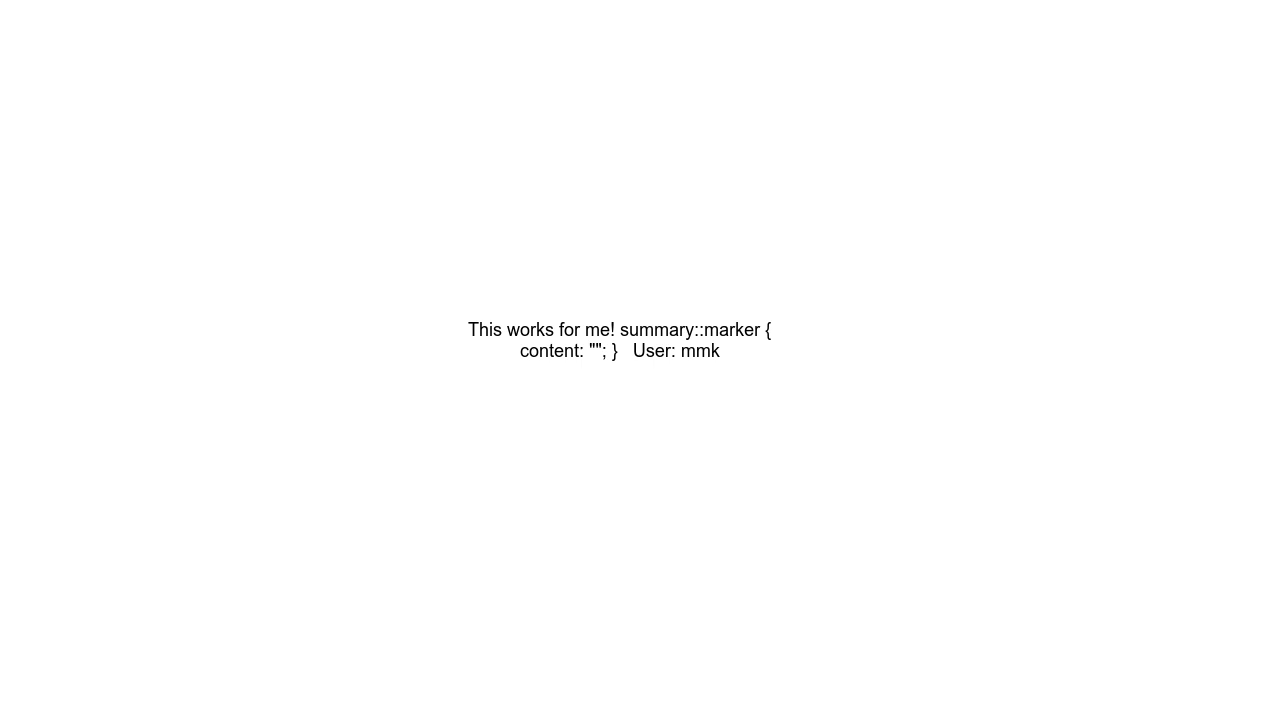 This works for me! summary::marker {
content: ""; }   User: mmk